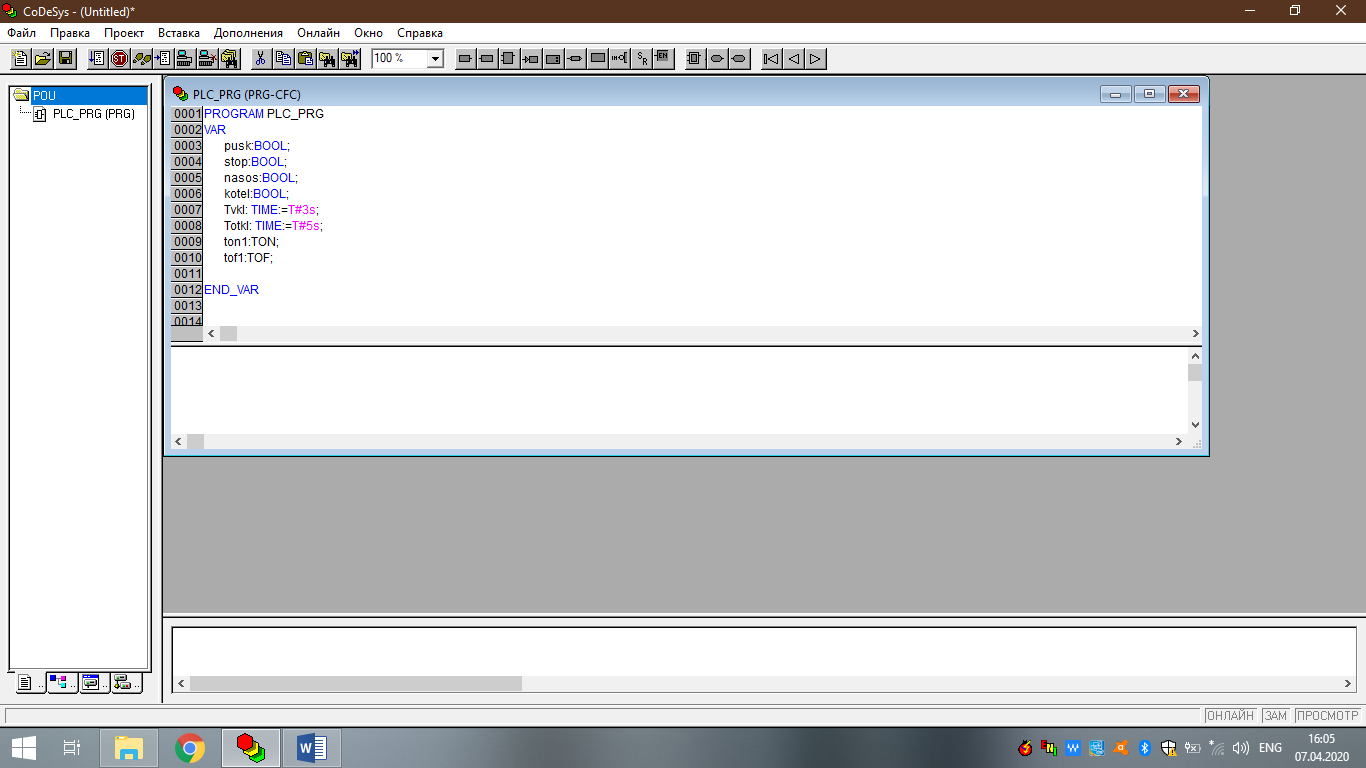 CoDeSys - (Untitled)*
Файл Правка Проект Вставка Дополнения Онлайн Окно Справка
100 %
POU
PLC_PRG (PRG)
PLC_PRG (PRG-CFC)
0001 PROGRAM PLC_PRG
0002 VAR
0003 pusk:BOOL;
0004 stop:BOOL;
0005 nasos:BOOL;
0006 kotel:BOOL;
0007 Tvkl: TIME:=T#3s;
0008 Totkl: TIME:=T#5s;
0009 ton1:TON;
0010 tof1:TOF;
0011
0012 END_VAR
0013
0014
ОНЛАЙН ЗАМ ПРОСМОТР
ENG
16:05
07.04.2020